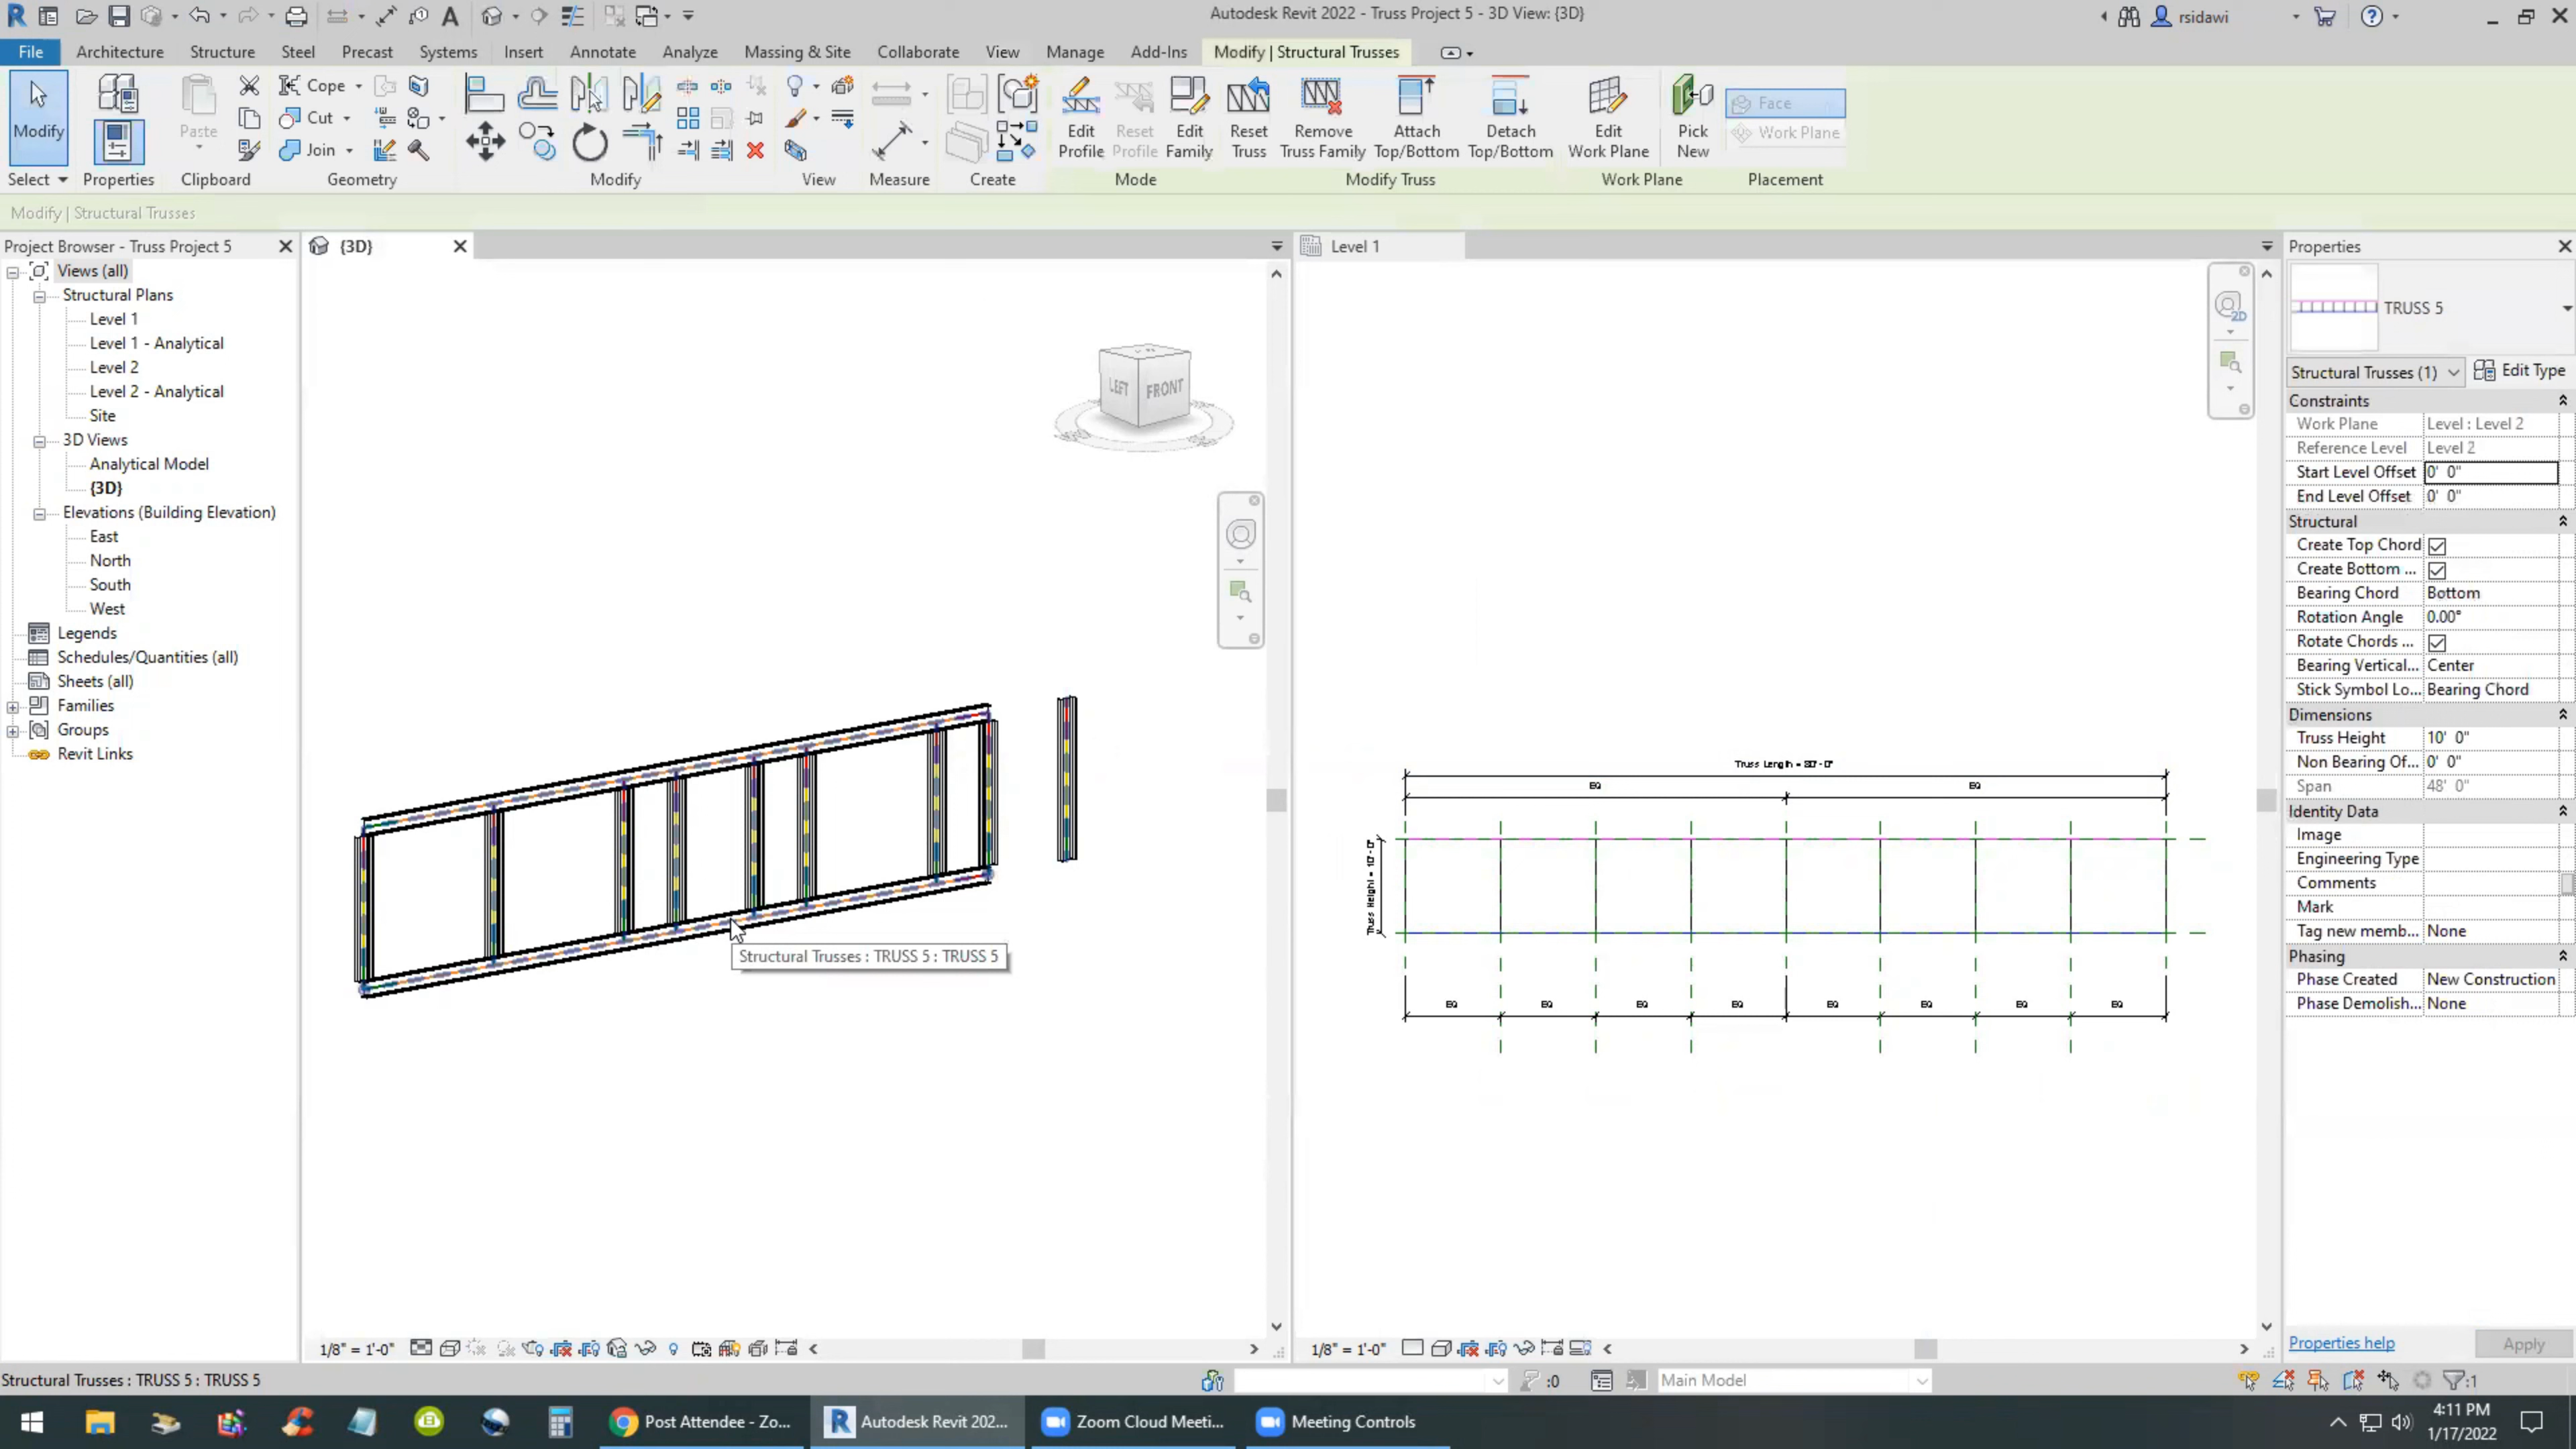 Autodesk Revit 2022 - Truss Project 5 - 3D View: {3D}
rsidawi
File
Architecture
Structure
Steel
Precast
Systems
Insert
Annotate
Analyze
Massing & Site
Collaborate
View
Manage
Add-Ins
Modify | Structural Trusses
Modify
Paste
Cope
Cut
Join
Edit Profile
Reset Profile
Edit Family
Reset Truss
Remove Truss Family
Attach Top/Bottom
Detach Top/Bottom
Edit Work Plane
Pick New
Face
Work Plane
Select
Properties
Clipboard
Geometry
Modify
View
Measure
Create
Mode
Modify Truss
Work Plane
Placement
Modify | Structural Trusses
Project Browser - Truss Project 5
Views (all)
Structural Plans
Level 1
Level 1 - Analytical
Level 2
Level 2 - Analytical
Site
3D Views
Analytical Model
{3D}
Elevations (Building Elevation)
East
North
South
West
Legends
Schedules/Quantities (all)
Sheets (all)
Families
Groups
Revit Links
{3D}
LEFT
FRONT
Structural Trusses : TRUSS 5 : TRUSS 5
1/8" = 1'-0"
Level 1
2D
Truss Length = 80' - 0"
EQ EQ
Truss Height = 10' - 0"
EQ EQ EQ EQ EQ EQ EQ EQ
1/8" = 1'-0"
Properties
TRUSS 5
Structural Trusses (1)
Edit Type
Constraints
Work Plane Level : Level 2
Reference Level Level 2
Start Level Offset 0' 0"
End Level Offset 0' 0"
Structural
Create Top Chord
Create Bottom ...
Bearing Chord Bottom
Rotation Angle 0.00°
Rotate Chords ...
Bearing Vertical... Center
Stick Symbol Lo... Bearing Chord
Dimensions
Truss Height 10' 0"
Non Bearing Of... 0' 0"
Span 48' 0"
Identity Data
Image
Engineering Type
Comments
Mark
Tag new memb... None
Phasing
Phase Created New Construction
Phase Demolish... None
Properties help
Apply
Structural Trusses : TRUSS 5 : TRUSS 5
:0
Main Model
:1
Post Attendee - Zo...
Autodesk Revit 202...
Zoom Cloud Meeti...
Meeting Controls
4:11 PM
1/17/2022